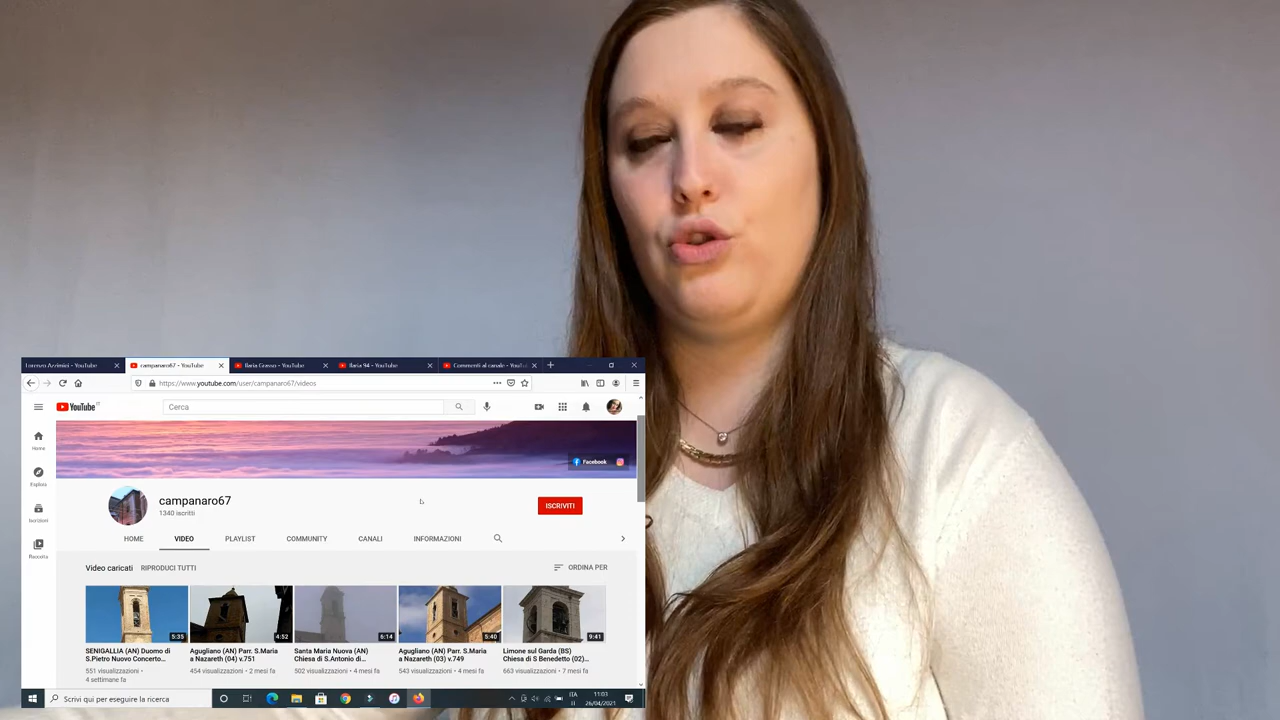 Lorenzo Azzimici - YouTube
campanaro67 - YouTube
Ilaria Grasso - YouTube
Ilaria 94 - YouTube
Commenti al canale - YouTu
https://www.youtube.com/user/campanaro67/videos
YouTube IT
Cerca
Home
Esplora
Iscrizioni
Raccolta
Facebook
campanaro67
1340 iscritti
ISCRIVITI
HOME
VIDEO
PLAYLIST
COMMUNITY
CANALI
INFORMAZIONI
Video caricati
RIPRODUCI TUTTI
ORDINA PER
5:35
4:52
6:14
5:40
9:41
SENIGALLIA (AN) Duomo di
S.Pietro Nuovo Concerto...
551 visualizzazioni •
4 settimane fa
Agugliano (AN) Parr. S.Maria
a Nazareth (04) v.751
454 visualizzazioni • 2 mesi fa
Santa Maria Nuova (AN)
Chiesa di S.Antonio di...
502 visualizzazioni • 4 mesi fa
Agugliano (AN) Parr. S.Maria
a Nazareth (03) v.749
543 visualizzazioni • 4 mesi fa
Limone sul Garda (BS)
Chiesa di S Benedetto (02)...
663 visualizzazioni • 7 mesi fa
Scrivi qui per eseguire la ricerca
ITA
IT
11:03
26/04/2021